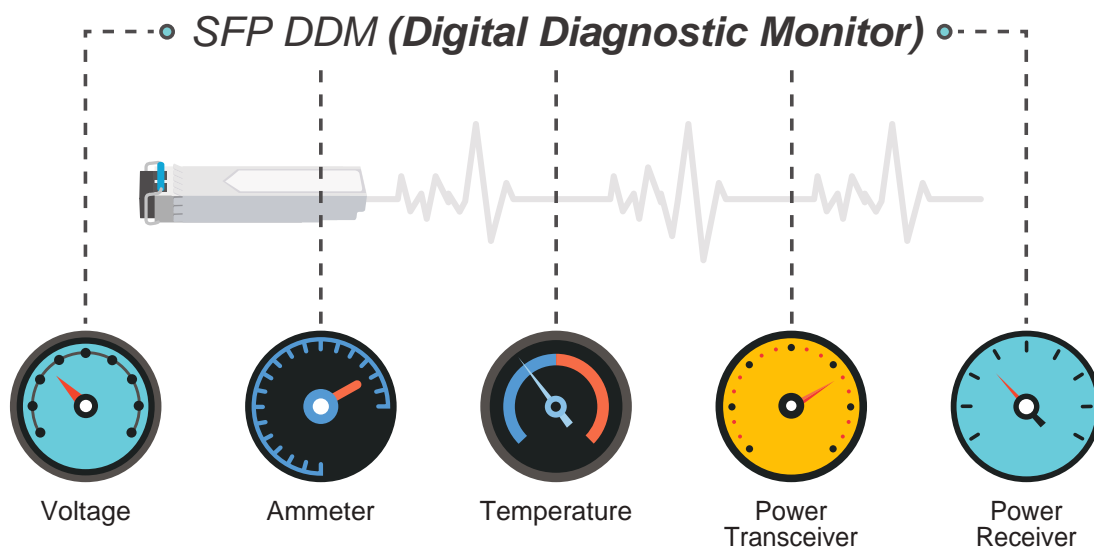 SFP DDM (Digital Diagnostic Monitor)
Voltage
Ammeter
Temperature
Power
Transceiver
Power
Receiver